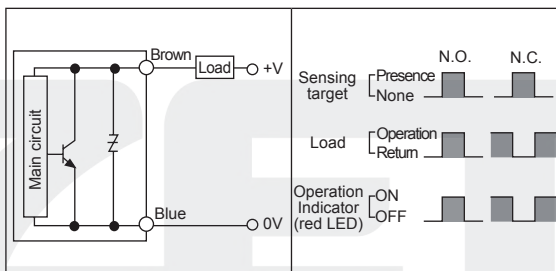 Brown
Load
+V
Main circuit
Blue
0V
N.O. N.C.
Sensing target
Presence
None
Load
Operation
Return
Operation
Indicator
(red LED)
ON
OFF